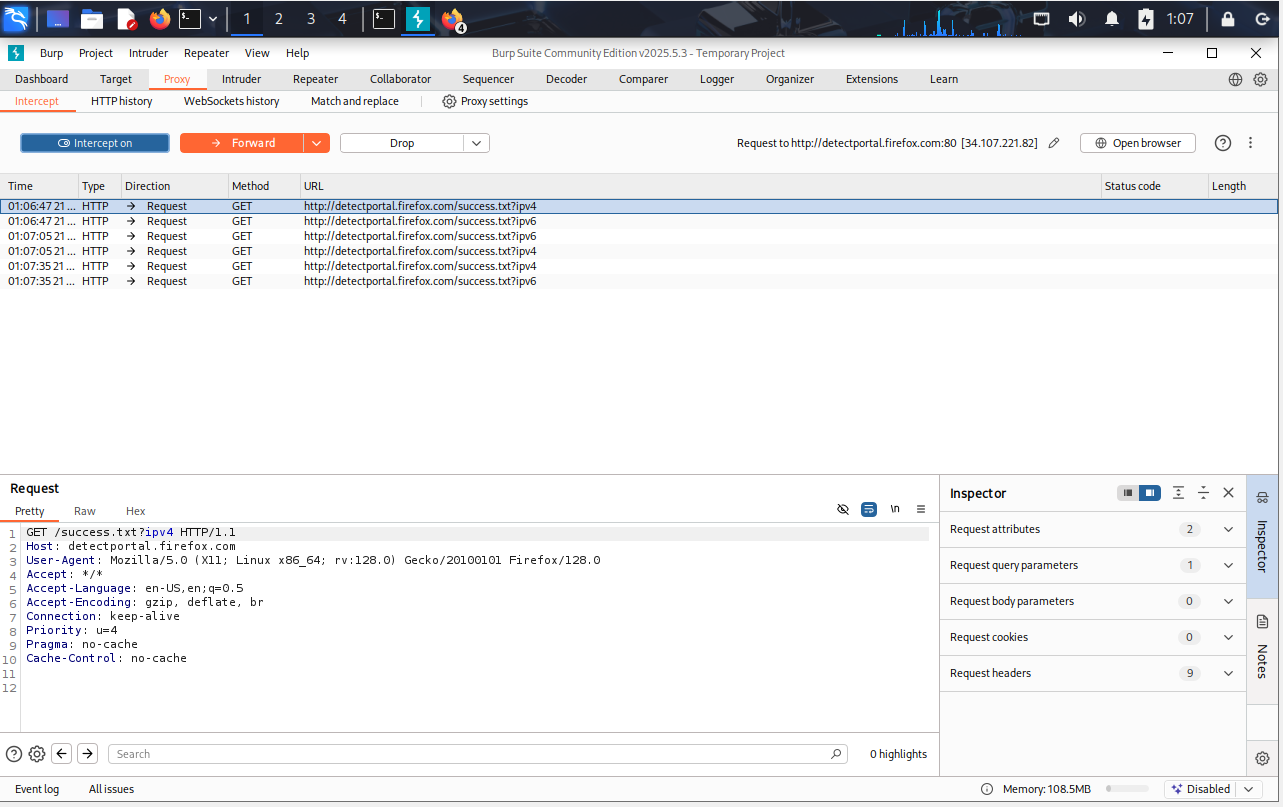 1 2 3 4 4 1:07
Burp Project Intruder Repeater View Help Burp Suite Community Edition v2025.5.3 - Temporary Project
Dashboard Target Proxy Intruder Repeater Collaborator Sequencer Decoder Comparer Logger Organizer Extensions Learn
Intercept HTTP history WebSockets history Match and replace Proxy settings
Intercept on Forward Drop Request to http://detectportal.firefox.com:80 [34.107.221.82] Open browser
Time Type Direction Method URL Status code Length
01:06:47 21 ... HTTP → Request GET http://detectportal.firefox.com/success.txt?ipv4
01:06:47 21 ... HTTP → Request GET http://detectportal.firefox.com/success.txt?ipv6
01:07:05 21 ... HTTP → Request GET http://detectportal.firefox.com/success.txt?ipv6
01:07:05 21 ... HTTP → Request GET http://detectportal.firefox.com/success.txt?ipv4
01:07:35 21 ... HTTP → Request GET http://detectportal.firefox.com/success.txt?ipv4
01:07:35 21 ... HTTP → Request GET http://detectportal.firefox.com/success.txt?ipv6
Request
Pretty Raw Hex \n
1 GET /success.txt?ipv4 HTTP/1.1
2 Host: detectportal.firefox.com
3 User-Agent: Mozilla/5.0 (X11; Linux x86_64; rv:128.0) Gecko/20100101 Firefox/128.0
4 Accept: */*
5 Accept-Language: en-US,en;q=0.5
6 Accept-Encoding: gzip, deflate, br
7 Connection: keep-alive
8 Priority: u=4
9 Pragma: no-cache
10 Cache-Control: no-cache
11
12
Search 0 highlights
Inspector
Request attributes 2
Request query parameters 1
Request body parameters 0
Request cookies 0
Request headers 9
Inspector
Notes
Event log All issues Memory: 108.5MB Disabled